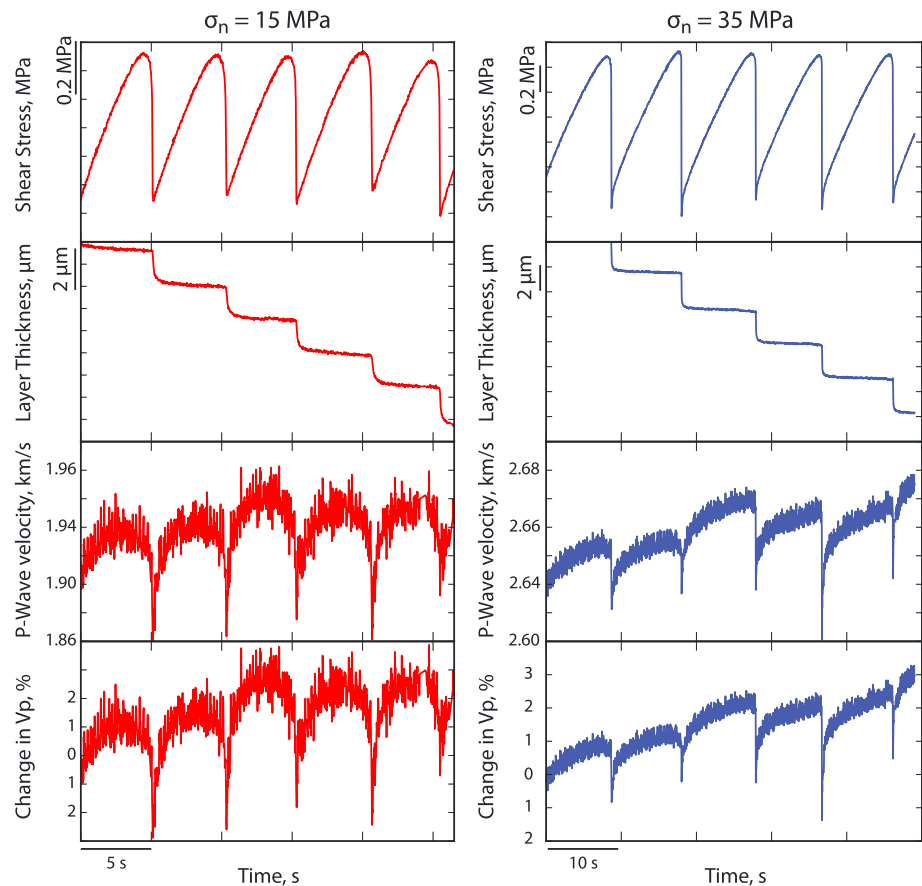 σn = 15 MPa
σn = 35 MPa
Shear Stress, MPa
0.2 MPa
Shear Stress, MPa
0.2 MPa
Layer Thickness, μm
2 μm
Layer Thickness, μm
2 μm
P-Wave velocity, km/s
1.96
1.94
1.90
1.86
P-Wave velocity, km/s
2.68
2.66
2.64
2.60
Change in Vp, %
2
1
0
1
2
Change in Vp, %
3
2
1
0
1
2
5 s
Time, s
10 s
Time, s